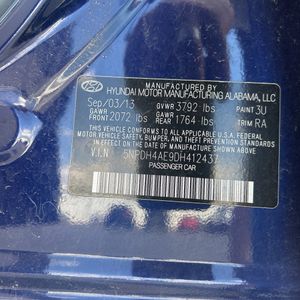 MANUFACTURED BY
HYUNDAI MOTOR MANUFACTURING ALABAMA, LLC
Sep/03/13 GVWR 3792 lbs PAINT 3U
GAWR FRONT 2072 lbs GAWR REAR 1764 lbs TRIM RA
THIS VEHICLE CONFORMS TO ALL APPLICABLE U.S. FEDERAL
MOTOR VEHICLE SAFETY, BUMPER, AND THEFT PREVENTION
STANDARDS IN EFFECT ON THE DATE OF MANUFACTURE SHOWN ABOVE.
V.I.N 5NPDH4AE9DH412437
PASSENGER CAR